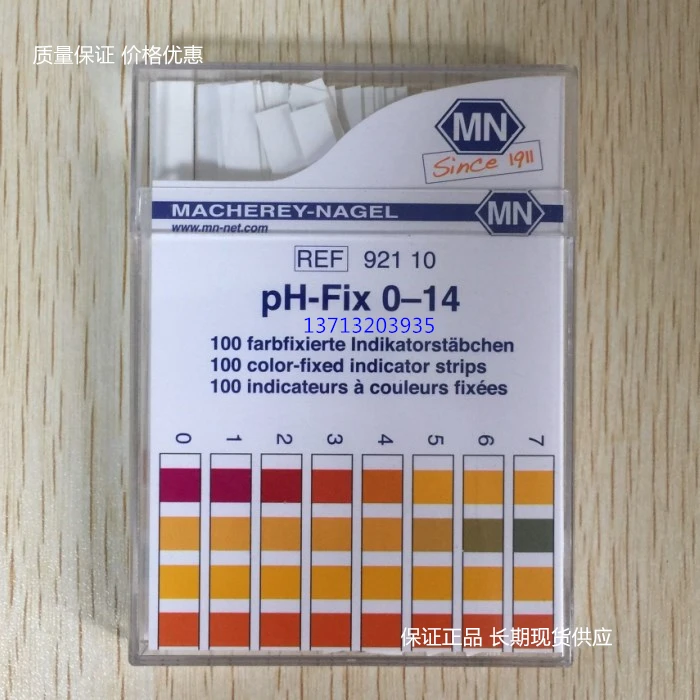 质量保证 价格优惠
MN
Since 1911
MACHEREY-NAGEL
MN
www.mn-net.com
REF 921 10
pH-Fix 0–14
13713203935
100 farbfixierte Indikatorstäbchen
100 color-fixed indicator strips
100 indicateurs à couleurs fixées
0 1 2 3 4 5 6 7
保证正品 长期现货供应